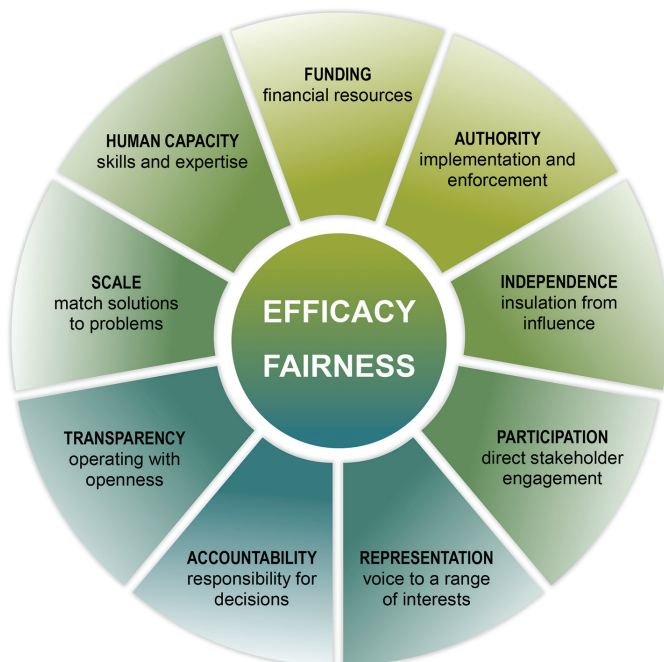 FUNDING
financial resources
AUTHORITY
implementation and
enforcement
INDEPENDENCE
insulation from
influence
PARTICIPATION
direct stakeholder
engagement
REPRESENTATION
voice to a range
of interests
ACCOUNTABILITY
responsibility for
decisions
TRANSPARENCY
operating with
openness
SCALE
match solutions
to problems
HUMAN CAPACITY
skills and expertise
EFFICACY
FAIRNESS